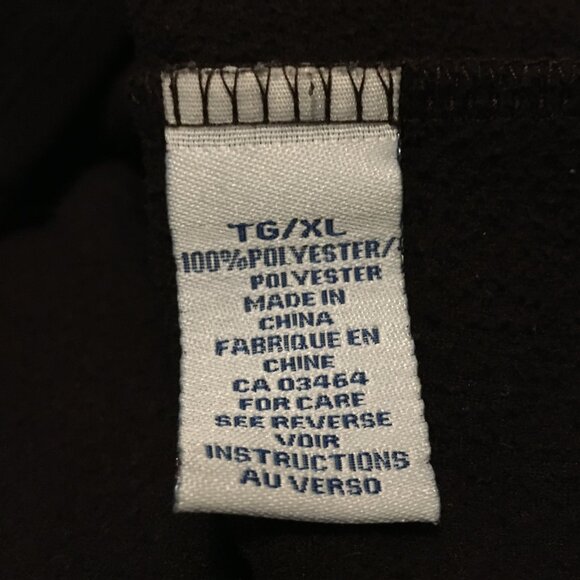 TG/XL
100%POLYESTER/
POLYESTER
MADE IN
CHINA
FABRIQUE EN
CHINE
CA 03464
FOR CARE
SEE REVERSE
VOIR
INSTRUCTIONS
AU VERSO